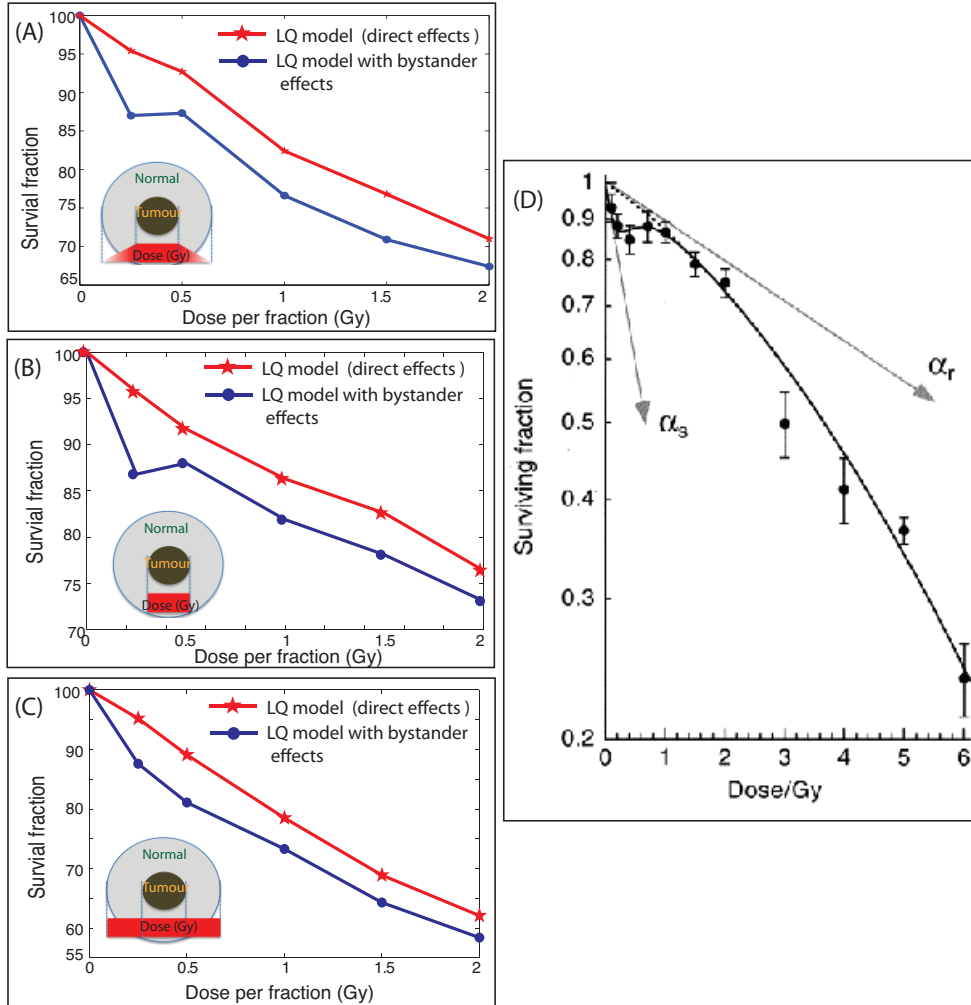 (A)
LQ model (direct effects )
LQ model with bystander
effects
100
95
90
85
80
75
70
65
Survial fraction
Normal
Tumour
Dose (Gy)
0
0.5
1
1.5
2
Dose per fraction (Gy)
(B)
LQ model (direct effects )
LQ model with bystander
effects
100
95
90
85
80
75
70
Survial fraction
Normal
Tumour
Dose (Gy)
0
0.5
1
1.5
2
Dose per fraction (Gy)
(C)
LQ model (direct effects )
LQ model with bystander
effects
100
90
80
70
60
55
Survial fraction
Normal
Tumour
Dose (Gy)
0
0.5
1
1.5
2
Dose per fraction (Gy)
(D)
1
0.9
0.8
0.7
0.6
0.5
0.4
0.3
0.2
Surviving fraction
αr
αs
0 1 2 3 4 5 6
Dose/Gy